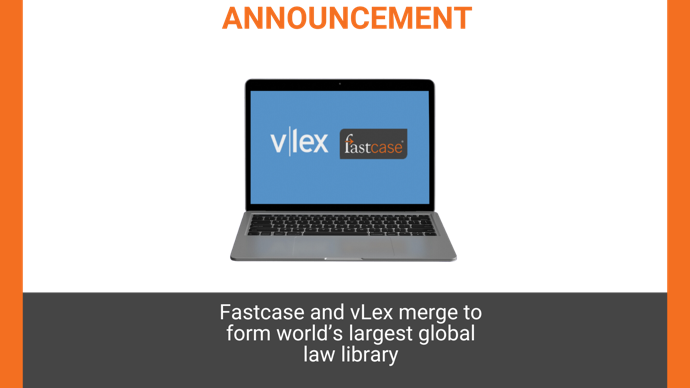 ANNOUNCEMENT
v|lex fastcase®
Fastcase and vLex merge to
form world’s largest global
law library